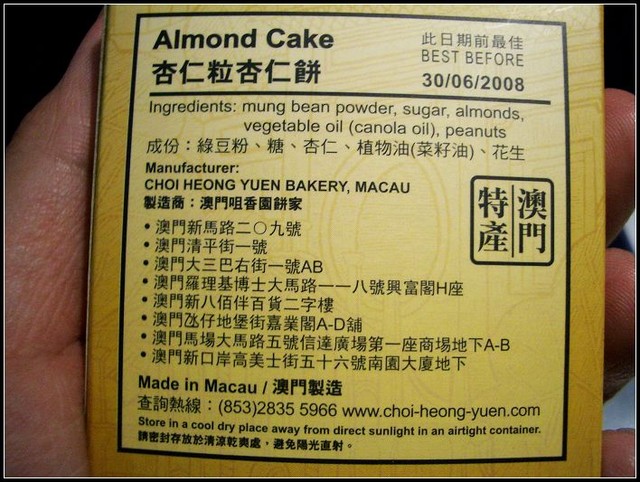 Almond Cake
杏仁粒杏仁餅
此日期前最佳
BEST BEFORE
30/06/2008
Ingredients: mung bean powder, sugar, almonds,
vegetable oil (canola oil), peanuts
成份：綠豆粉、糖、杏仁、植物油(菜籽油)、花生
Manufacturer:
CHOI HEONG YUEN BAKERY, MACAU
製造商：澳門咀香園餅家
澳門特產
• 澳門新馬路二〇九號
• 澳門清平街一號
• 澳門大三巴右街一號AB
• 澳門羅理基博士大馬路一一八號興富閣H座
• 澳門新八佰伴百貨二字樓
• 澳門氹仔地堡街嘉業閣A-D舖
• 澳門馬場大馬路五號信達廣場第一座商場地下A-B
• 澳門新口岸高美士街五十六號南園大廈地下
Made in Macau / 澳門製造
查詢熱線：(853)2835 5966 www.choi-heong-yuen.com
Store in a cool dry place away from direct sunlight in an airtight container.
請密封存放於清涼乾爽處，避免陽光直射。